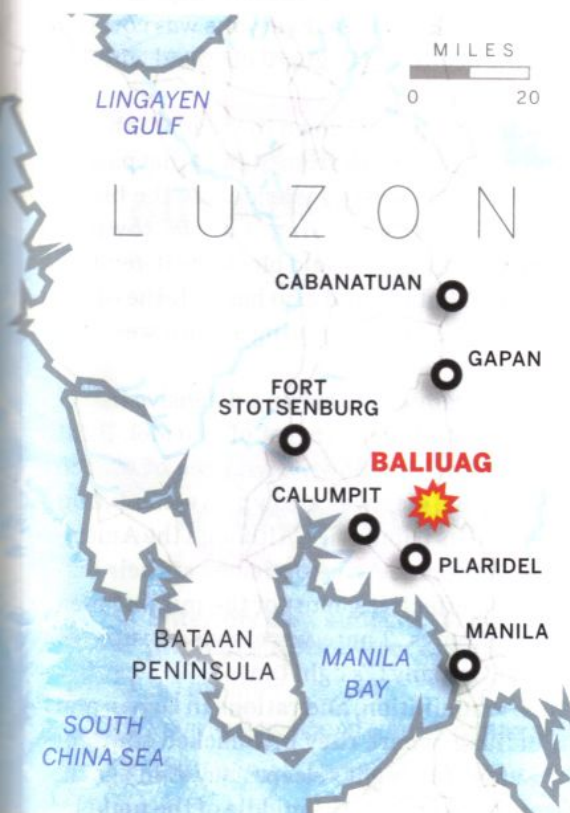 MILES
0 20
LINGAYEN
GULF
LUZON
CABANATUAN
GAPAN
FORT
STOTSENBURG
BALIUAG
CALUMPIT
PLARIDEL
MANILA
BATAAN
PENINSULA
MANILA
BAY
SOUTH
CHINA SEA